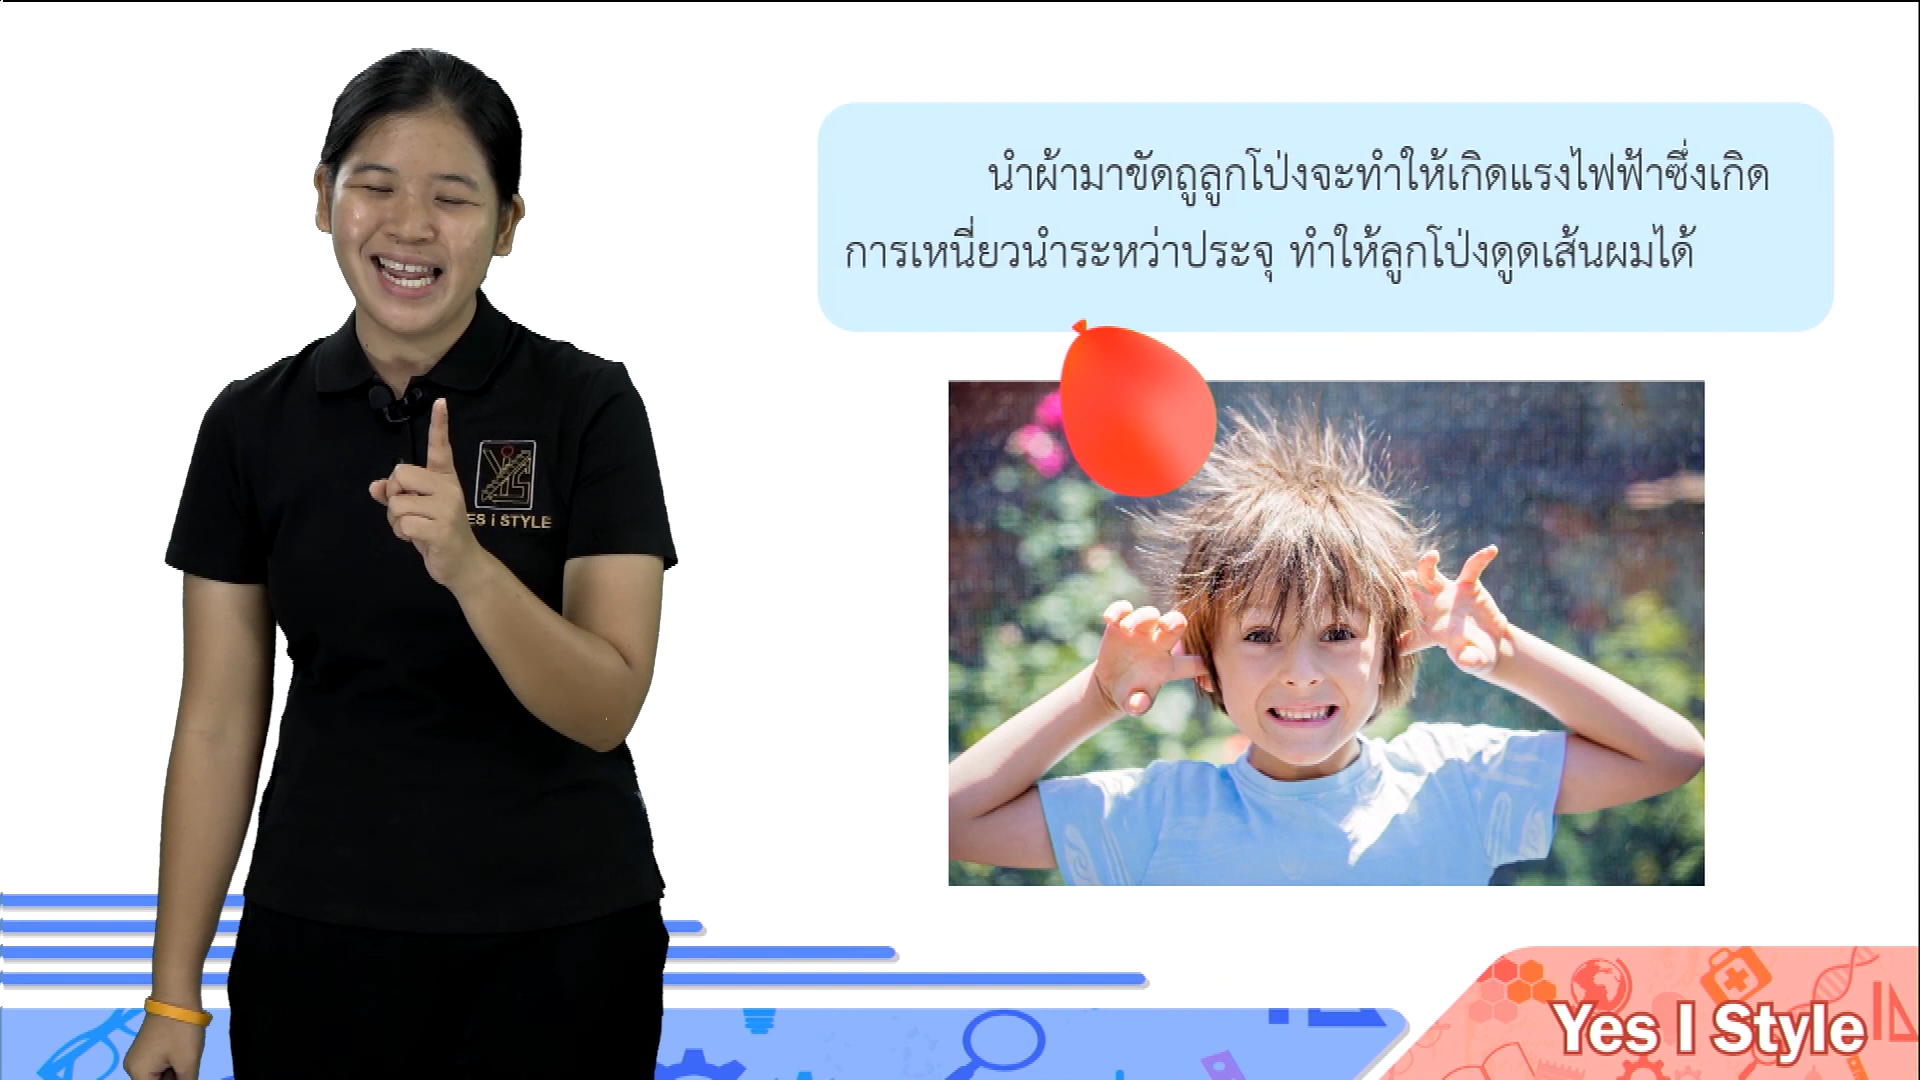 นำผ้ามาขัดถูลูกโป่งจะทำให้เกิดแรงไฟฟ้าซึ่งเกิด
การเหนี่ยวนำระหว่าประจุ ทำให้ลูกโป่งดูดเส้นผมได้
ES i STYLE
Yes I Style